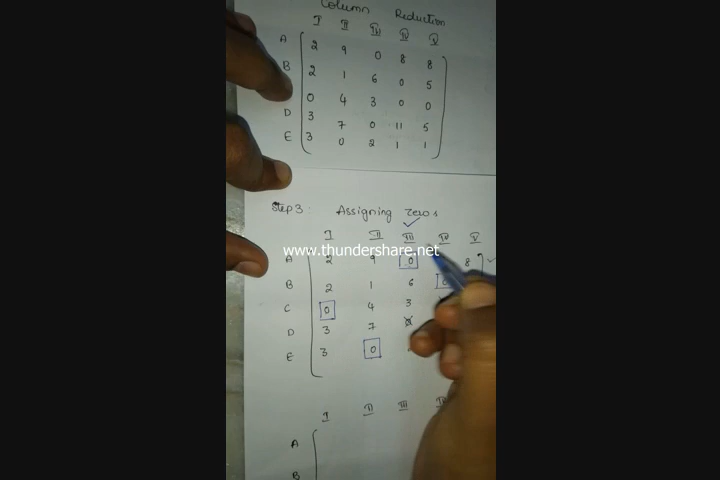 Column Reduction
I II III IV V
A 2 9 0 8 8
B 2 1 6 0 5
0 4 3 0 0
D 3 7 0 11 5
E 3 0 2 1 1
Step 3: Assigning zeros
I II III IV V
www.thundershare.net
A 2 9 0 8
B 2 1 6 0
C 0 4 3
D 3 7 0
E 3 0
I II III
A
B